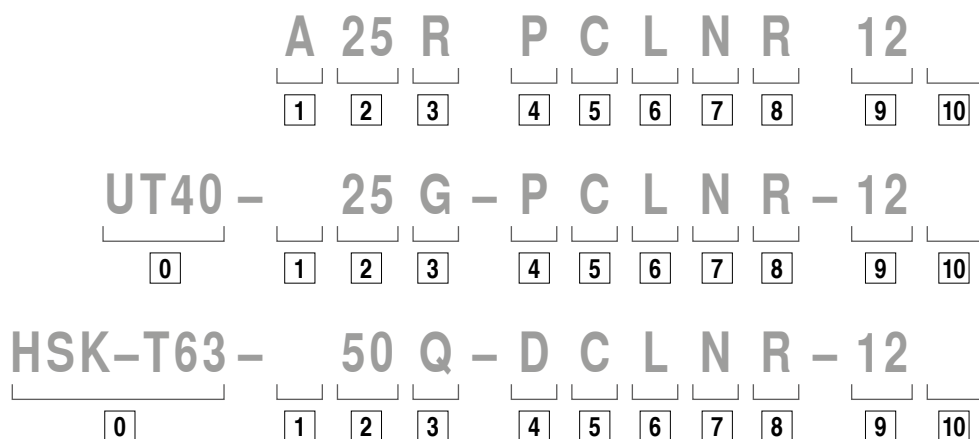 A 25 R P C L N R 12
1 2 3 4 5 6 7 8 9 10
UT40 – 25 G – P C L N R – 12
0 1 2 3 4 5 6 7 8 9 10
HSK–T63 – 50 Q – D C L N R – 12
0 1 2 3 4 5 6 7 8 9 10